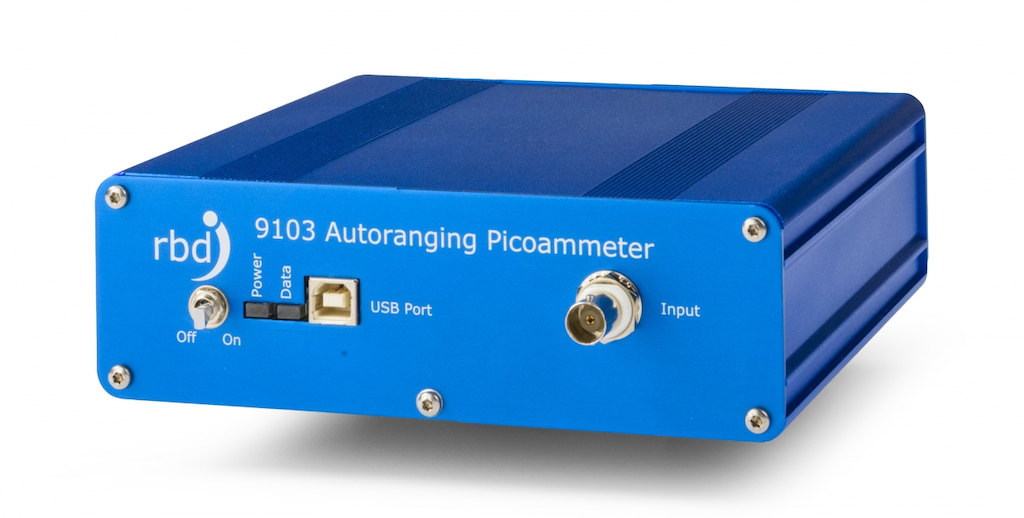 rbd
9103 Autoranging Picoammeter
Power
Data
USB Port
Input
Off
On